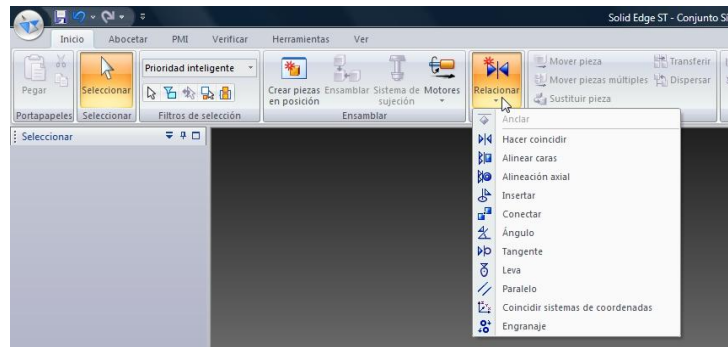 Solid Edge ST - Conjunto Si
Inicio Abocetar PMI Verificar Herramientas Ver
Pegar
Seleccionar
Prioridad inteligente
Crear piezas en posición
Ensamblar
Sistema de sujeción
Motores
Relacionar
Mover pieza
Transferir
Mover piezas múltiples
Dispersar
Sustituir pieza
Portapapeles Seleccionar Filtros de selección Ensamblar
Seleccionar
Anclar
Hacer coincidir
Alinear caras
Alineación axial
Insertar
Conectar
Ángulo
Tangente
Leva
Paralelo
Coincidir sistemas de coordenadas
Engranaje